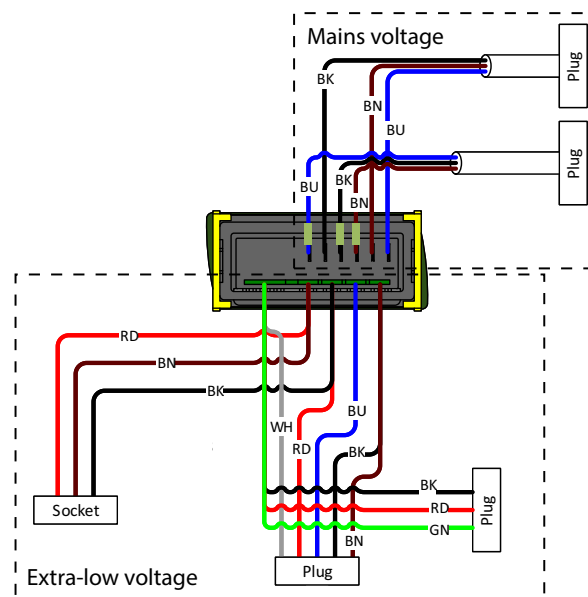 Mains voltage
Plug
BK
BN
BU
Plug
BU
BK
BN
RD
BN
BK
BU
WH
RD
BK
BK
RD
GN
Plug
BN
Socket
Plug
Extra-low voltage